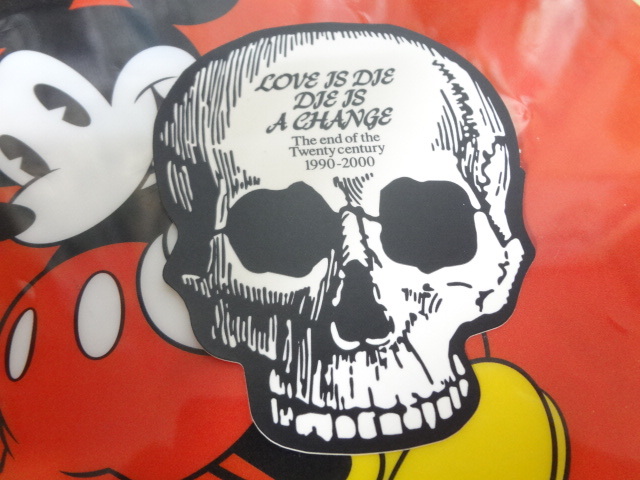 LOVE IS DIE
DIE IS
A CHANGE
The end of the
Twenty century
1990-2000